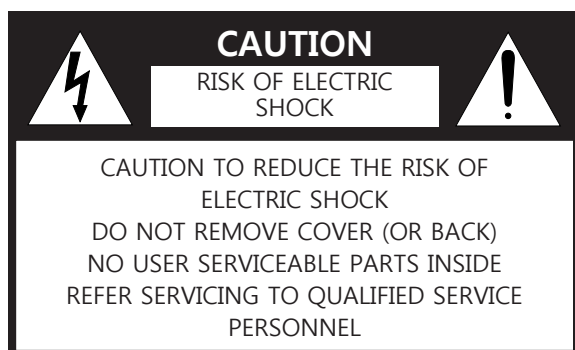 CAUTION
RISK OF ELECTRIC
SHOCK
CAUTION TO REDUCE THE RISK OF
ELECTRIC SHOCK
DO NOT REMOVE COVER (OR BACK)
NO USER SERVICEABLE PARTS INSIDE
REFER SERVICING TO QUALIFIED SERVICE
PERSONNEL